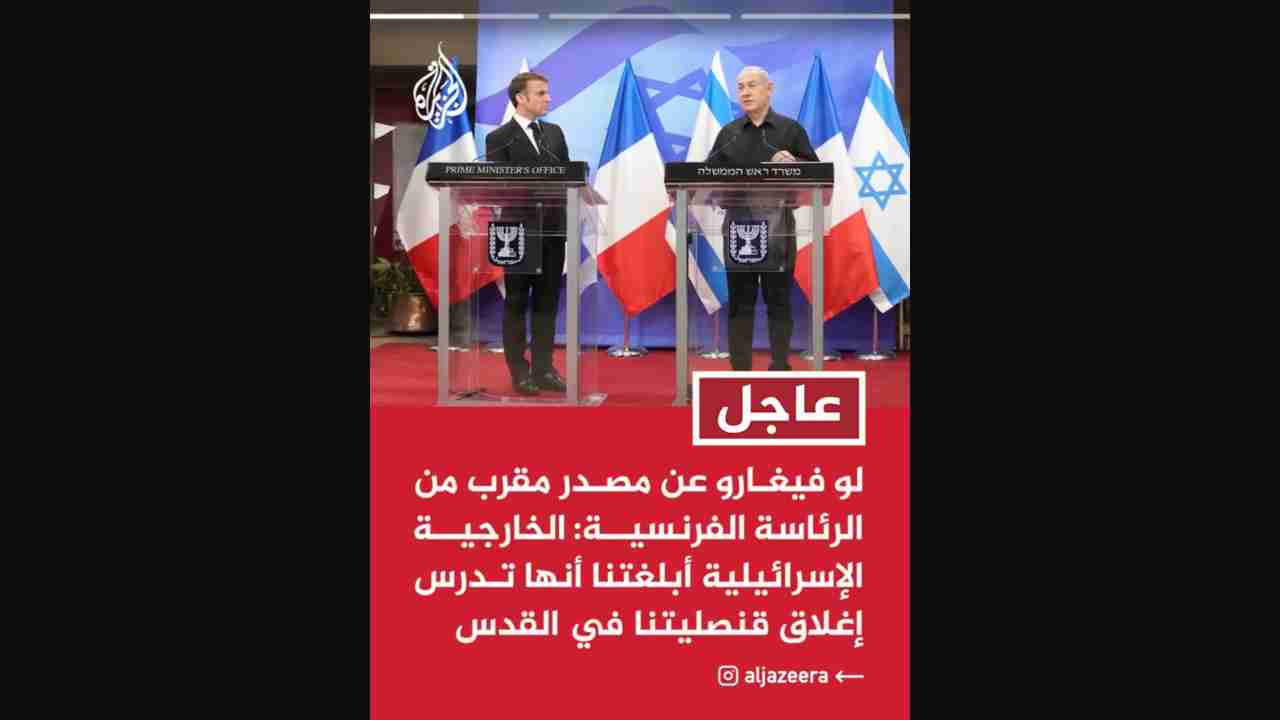 الجزيرة
PRIME MINISTER'S OFFICE
משרד ראש הממשלה
عاجل
لو فيغارو عن مصدر مقرب من
الرئاسة الفرنسية: الخارجية
الإسرائيلية أبلغتنا أنها تدرس
إغلاق قنصليتنا في القدس
aljazeera